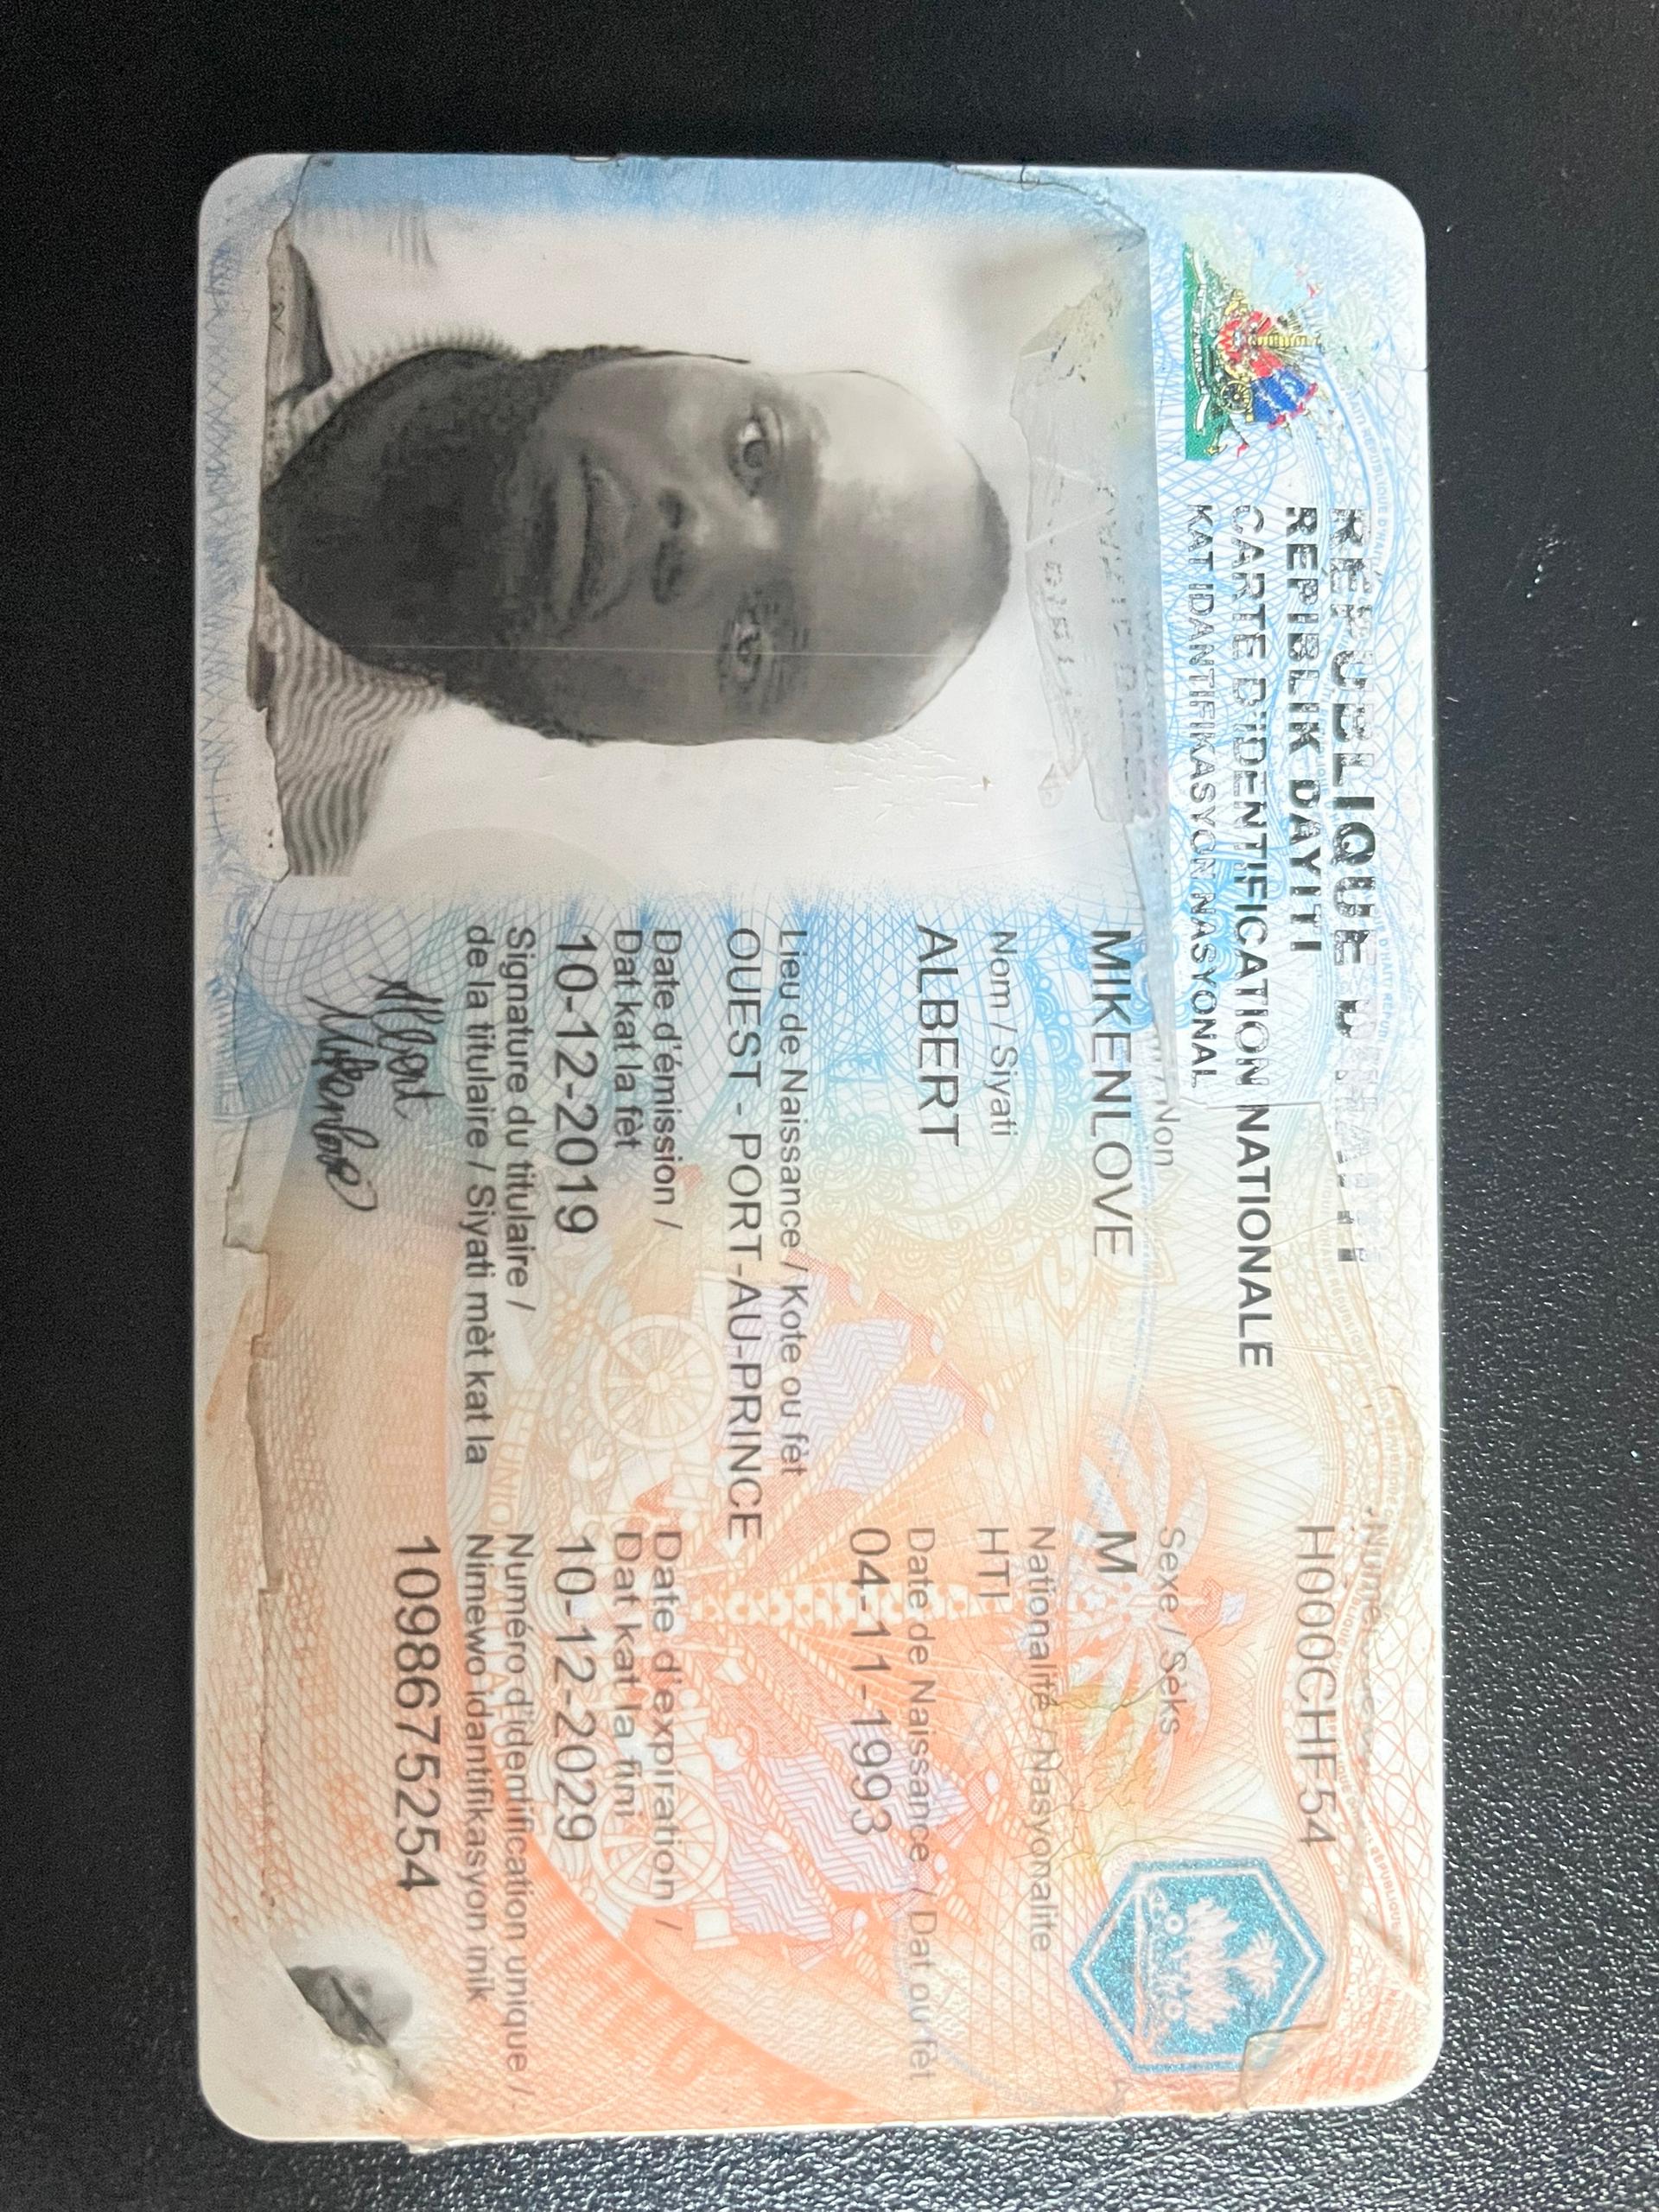 RÉPUBLIQUE D'HAITI
REPIBLIK DAYITI
CARTE D'IDENTIFICATION NATIONALE
KAT IDANTIFIKASYON NASYONAL
H000CHF54
/ Non
MIKENLOVE
Sexe / Sèks
M
Nom / Siyati
ALBERT
Nationalité / Nasyonalite
HTI
Date de Naissance / Dat ou fèt
04-11-1993
Lieu de Naissance / Kote ou fèt
OUEST - PORT-AU-PRINCE
Date d'émission /
Dat kat la fèt
10-12-2019
Date d'expiration /
Dat kat la fini
10-12-2029
Signature du titulaire /
de la titulaire / Siyati mèt kat la
Albert
Mikenlove
Numéro d'identification unique /
Nimewo idantifikasyon inik
1098675254